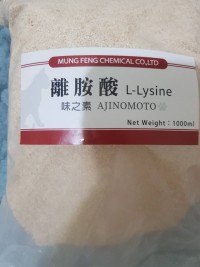 MUNG FENG CHEMICAL CO.,LTD
離胺酸 L-Lysine
味之素 AJINOMOTO
Net Weight：1000ml